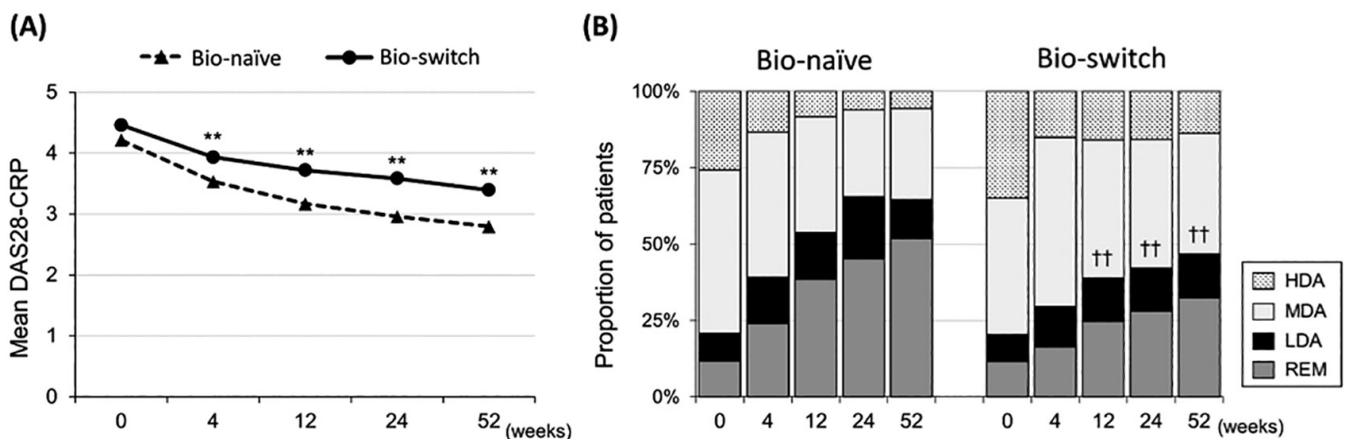 (A)
Bio-naïve Bio-switch
Mean DAS28-CRP
5
4
3
2
1
0
** ** ** **
0 4 12 24 52 (weeks)
(B)
Bio-naïve Bio-switch
Proportion of patients
100%
75%
50%
25%
0%
†† †† ††
0 4 12 24 52 0 4 12 24 52 (weeks)
HDA
MDA
LDA
REM